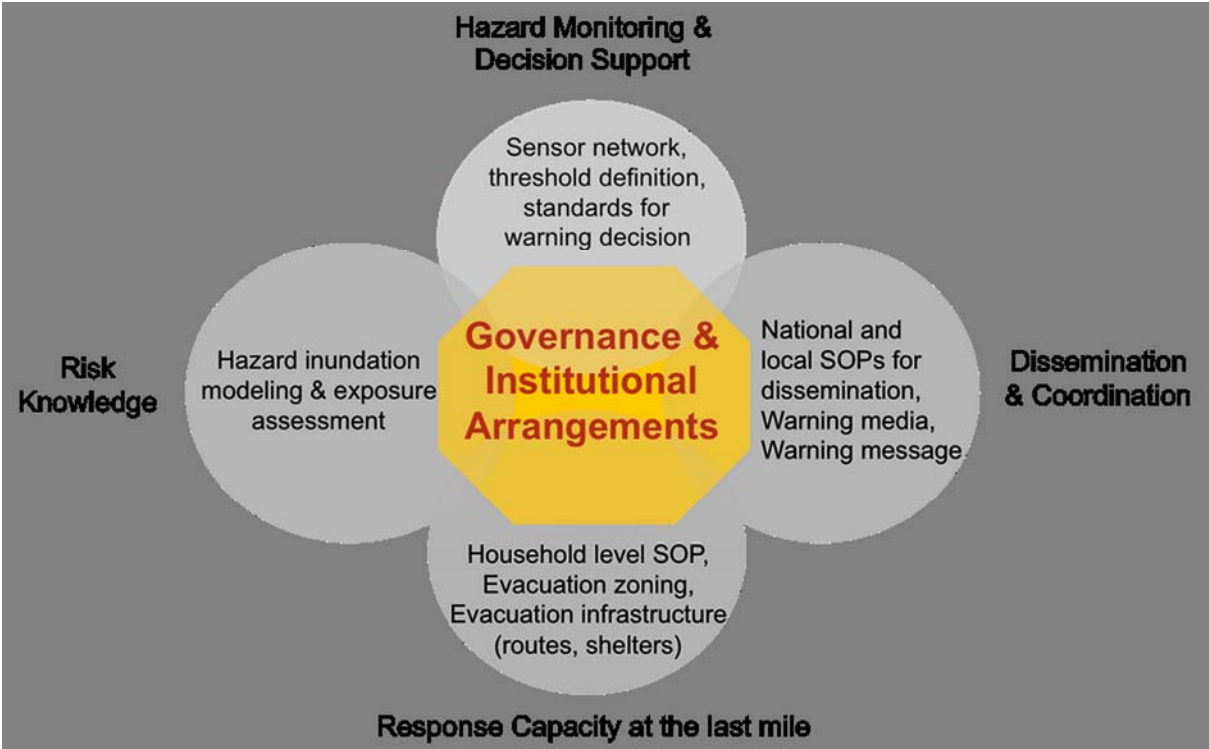 Hazard Monitoring &
Decision Support
Sensor network,
threshold definition,
standards for
warning decision
Risk
Knowledge
Hazard inundation
modeling & exposure
assessment
Governance &
Institutional
Arrangements
National and
local SOPs for
dissemination,
Warning media,
Warning message
Dissemination
& Coordination
Household level SOP,
Evacuation zoning,
Evacuation infrastructure
(routes, shelters)
Response Capacity at the last mile